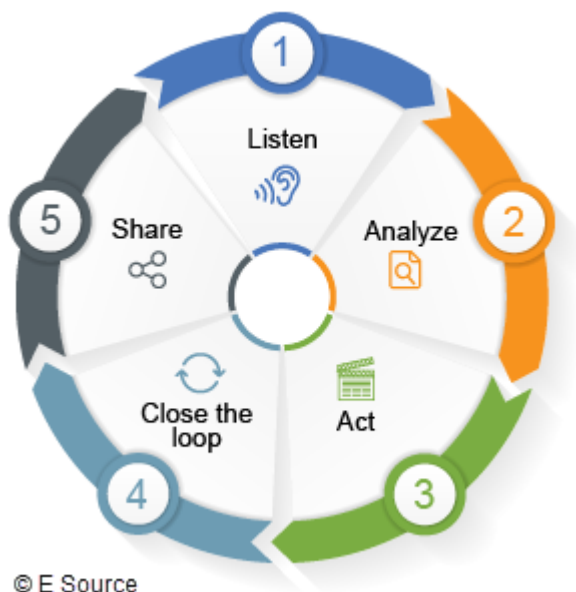 1
Listen
2
Analyze
3
Act
4
Close the
loop
5
Share
© E Source